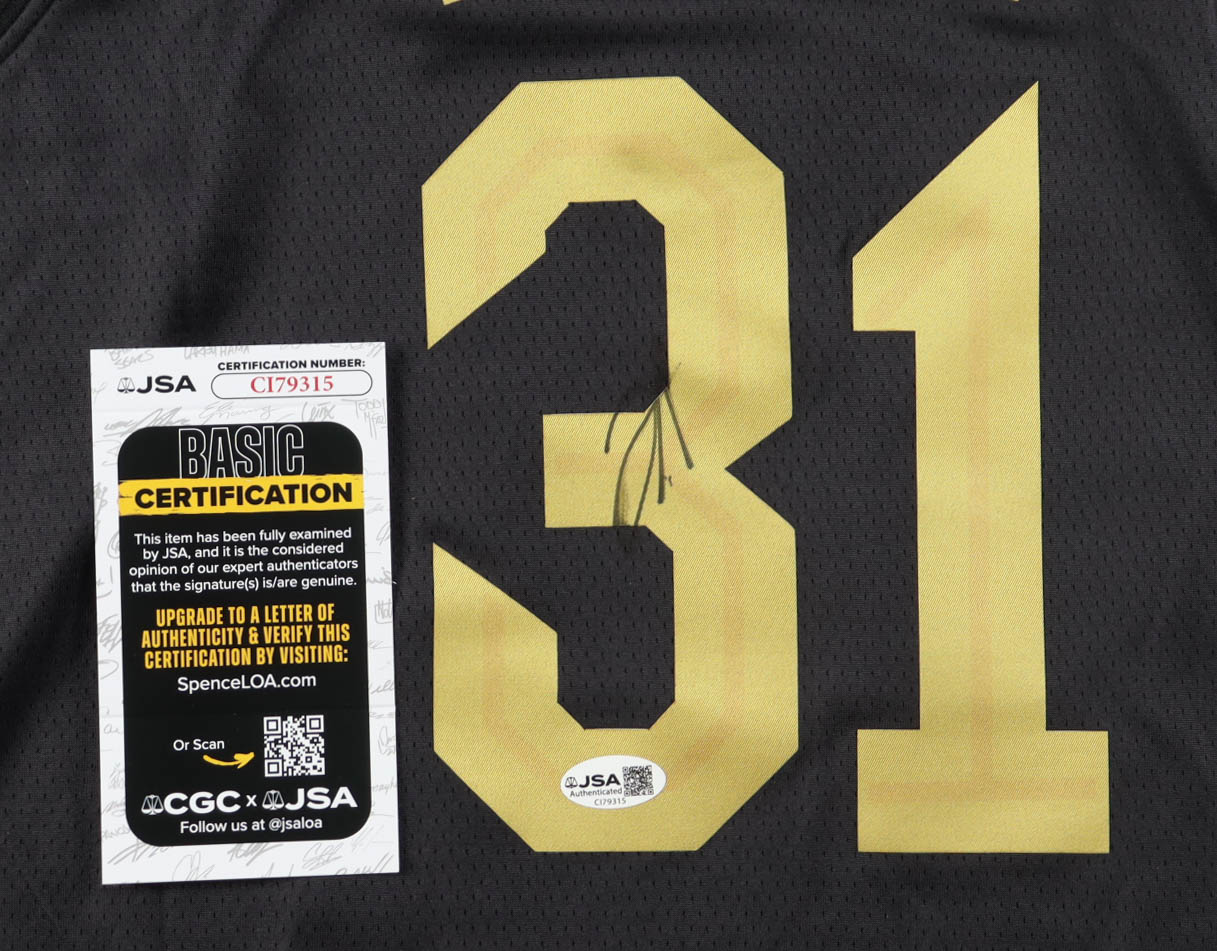 31
JSA
CERTIFICATION NUMBER:
CI79315
BASIC
CERTIFICATION
This item has been fully examined
by JSA, and it is the considered
opinion of our expert authenticators
that the signature(s) is/are genuine.
UPGRADE TO A LETTER OF
AUTHENTICITY & VERIFY THIS
CERTIFICATION BY VISITING:
SpenceLOA.com
Or Scan
CGC x JSA
Follow us at @jsaloa
JSA
Authenticated
CI79315